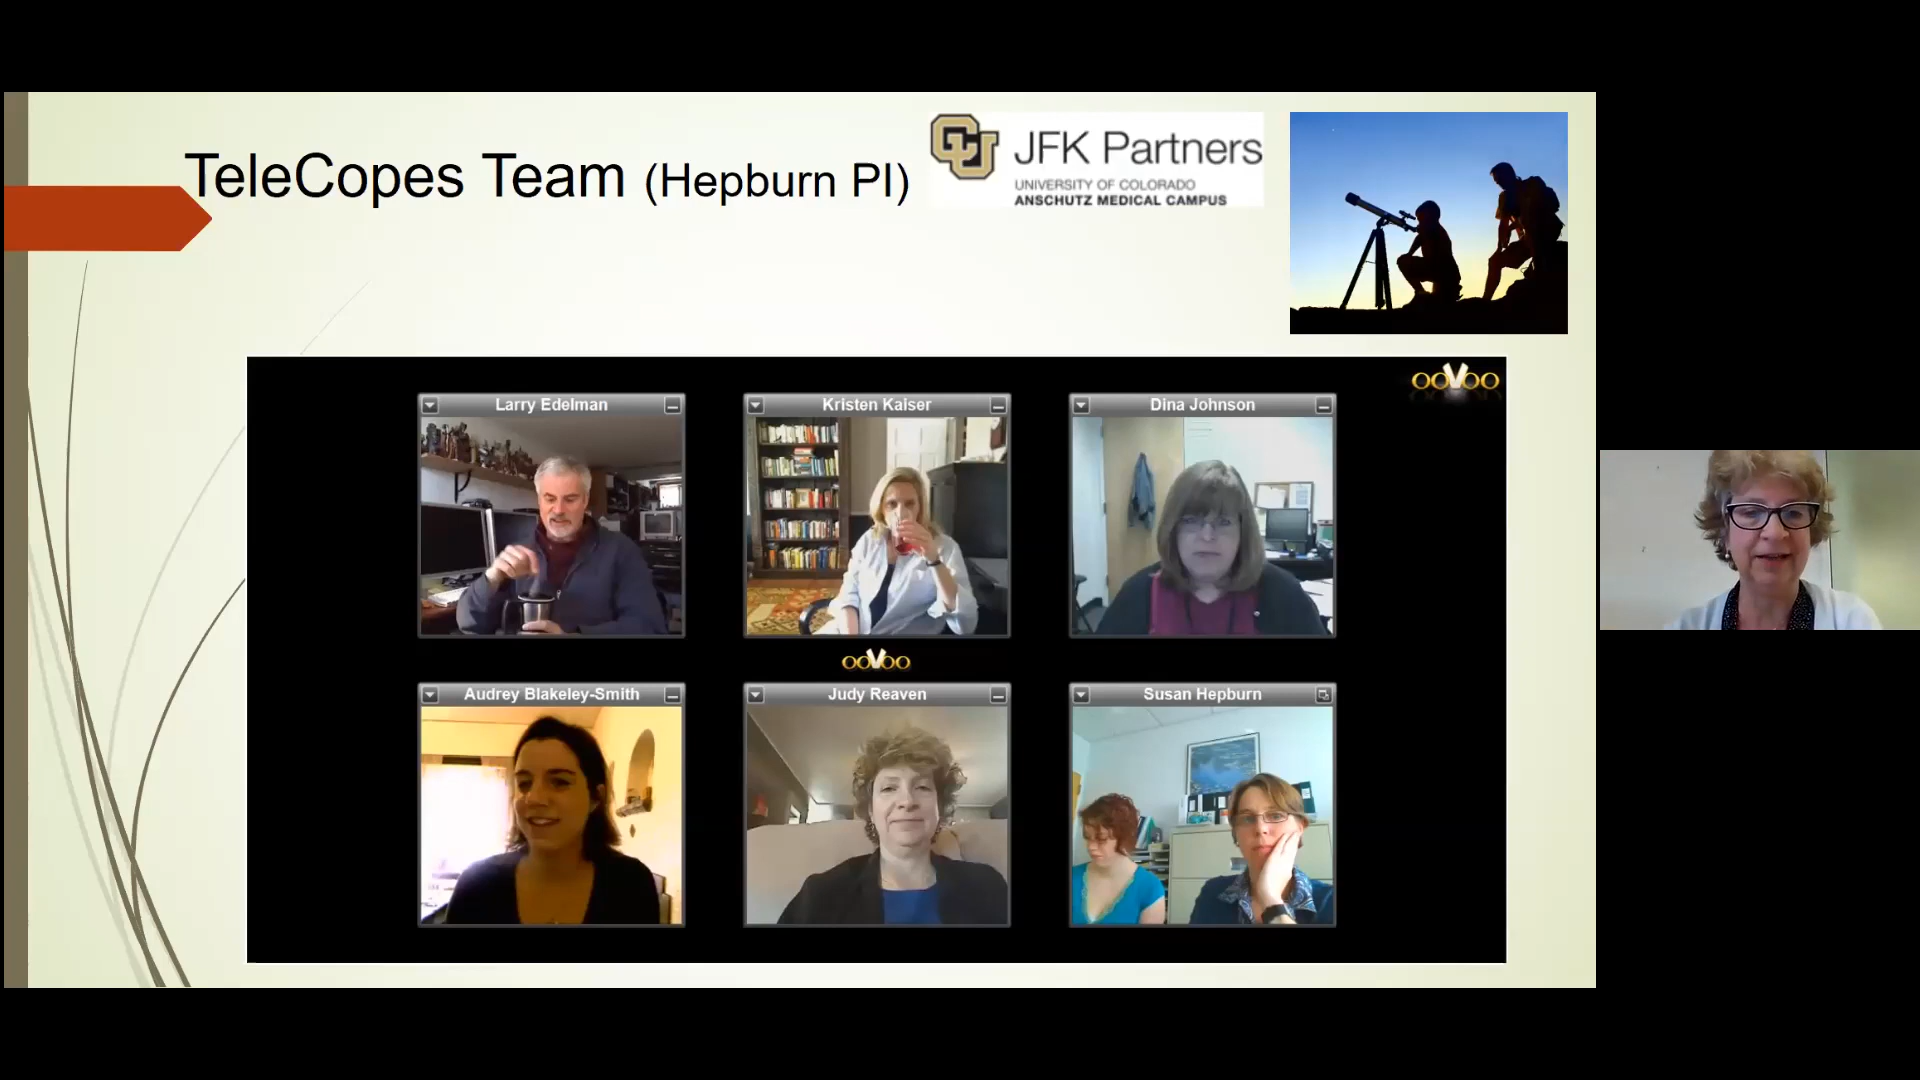 TeleCopes Team (Hepburn PI)
CU
JFK Partners
UNIVERSITY OF COLORADO
ANSCHUTZ MEDICAL CAMPUS
ooVoo
Larry Edelman
Kristen Kaiser
Dina Johnson
ooVoo
Audrey Blakeley-Smith
Judy Reaven
Susan Hepburn